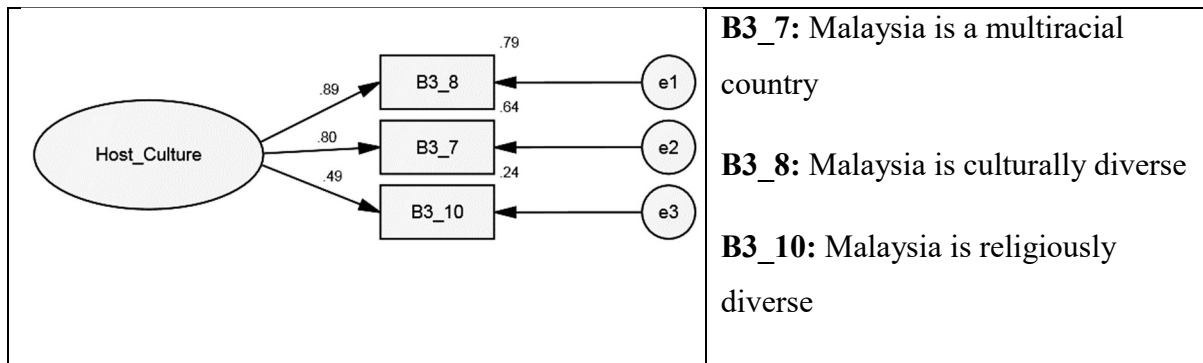 .79
.89
B3_8
e1
.64
.80
Host_Culture
B3_7
e2
.24
.49
B3_10
e3
B3_7: Malaysia is a multiracial
country
B3_8: Malaysia is culturally diverse
B3_10: Malaysia is religiously
diverse